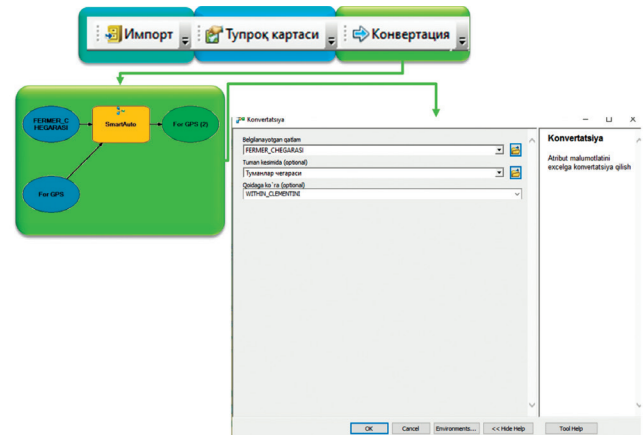 Импорт
Тупроқ картаси
Конвертация
FERMER_C
HEGARASI
SmartAuto
For GPS (2)
For GPS
Konvertatsiya
Belgilanayotgan qatlam
FERMER_CHEGARASI
Tuman kesimida (optional)
Туманлар чегараси
Qoidaga ko`ra (optional)
WITHIN_CLEMENTINI
Konvertatsiya
Atribut malumotlatini
excelga komvertatsiya qilish
OK
Cancel
Environments...
<< Hide Help
Tool Help